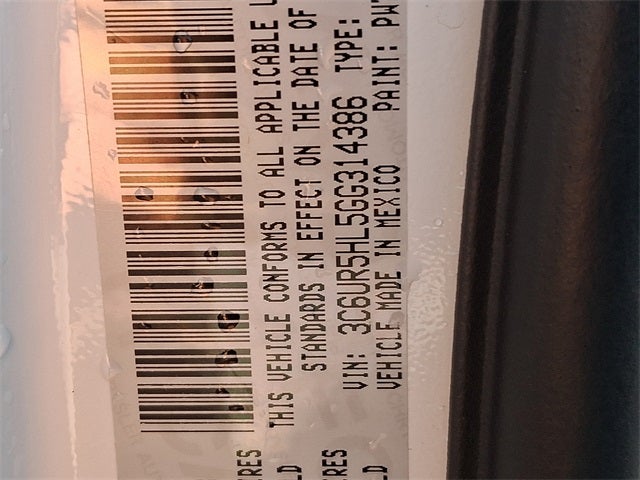 THIS VEHICLE CONFORMS TO ALL APPLICABLE
STANDARDS IN EFFECT ON THE DATE OF
VIN: 3C6UR5HL5GG314386 TYPE:
VEHICLE MADE IN MEXICO PAINT: PW